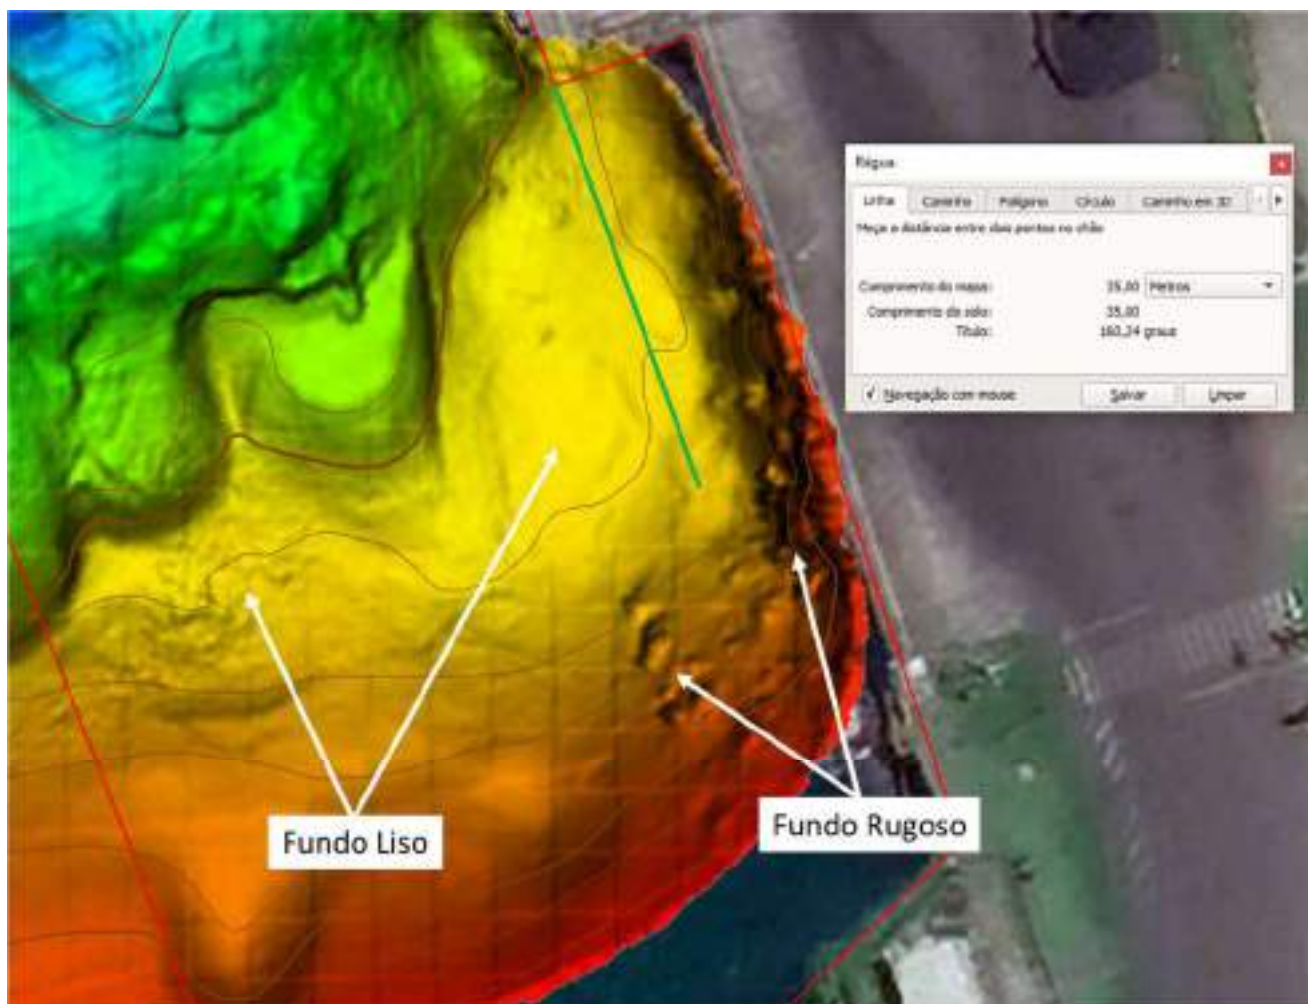 Régua
Linha Caminho Polígono Círculo Caminho em 3D
Meça a distância entre dois pontos no chão
Comprimento do mapa: 35,00 Metros
Comprimento do solo: 35,00
Título: 160,24 graus
Navegação com mouse Salvar Limpar
Fundo Liso
Fundo Rugoso